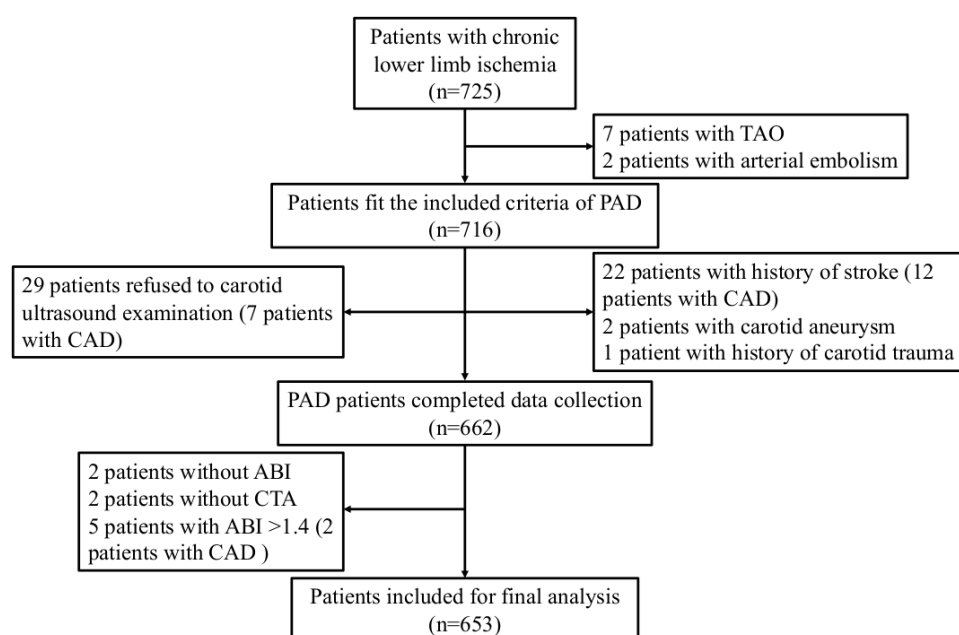 Patients with chronic
lower limb ischemia
(n=725)
7 patients with TAO
2 patients with arterial embolism
Patients fit the included criteria of PAD
(n=716)
29 patients refused to carotid
ultrasound examination (7 patients
with CAD)
22 patients with history of stroke (12
patients with CAD)
2 patients with carotid aneurysm
1 patient with history of carotid trauma
PAD patients completed data collection
(n=662)
2 patients without ABI
2 patients without CTA
5 patients with ABI >1.4 (2
patients with CAD )
Patients included for final analysis
(n=653)